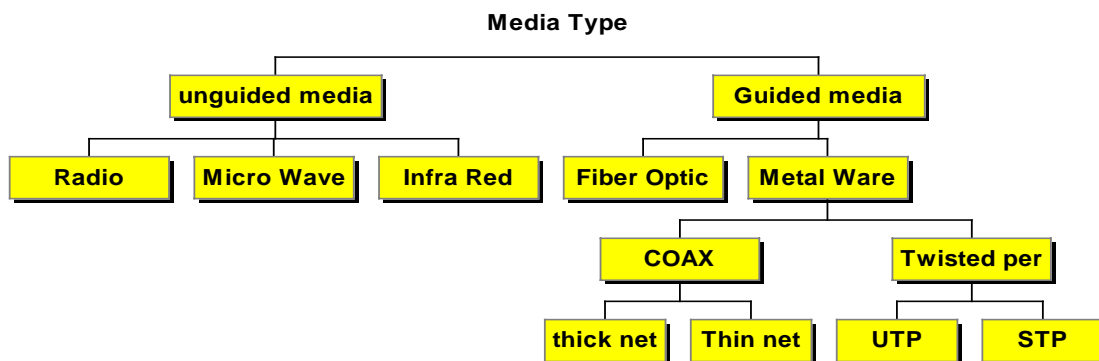 Media Type
unguided media
Guided media
Radio
Micro Wave
Infra Red
Fiber Optic
Metal Ware
COAX
Twisted per
thick net
Thin net
UTP
STP